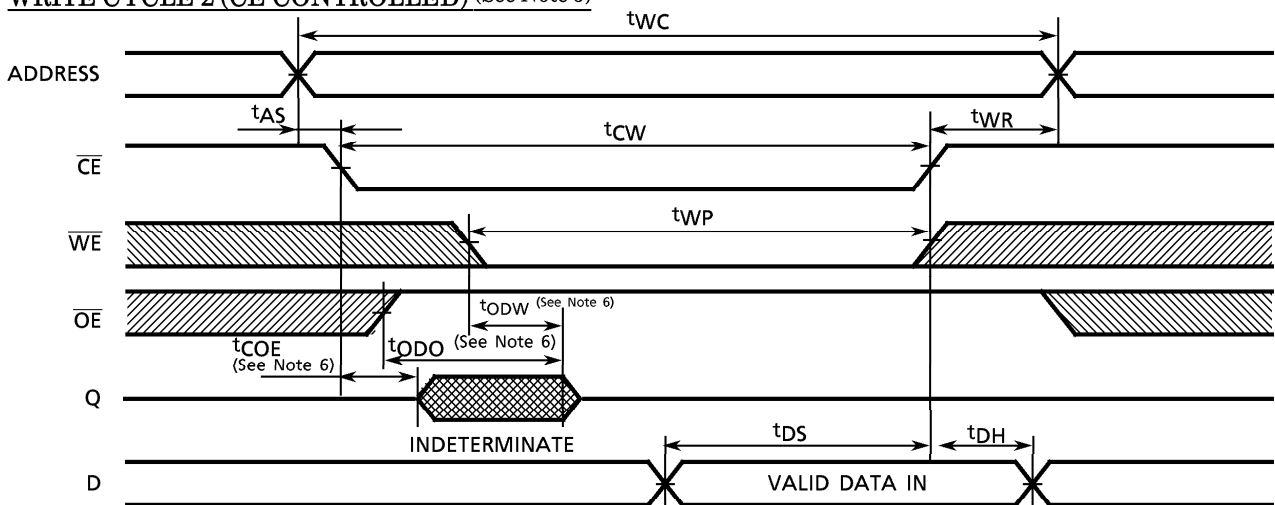 WRITE CYCLE 2 (CE CONTROLLED) (See Note 5)
tWC
ADDRESS
tAS
tCW
tWR
CE
tWP
WE
tODW (See Note 6)
OE
tCOE
(See Note 6)
tODO (See Note 6)
Q
INDETERMINATE
tDS
tDH
D
VALID DATA IN